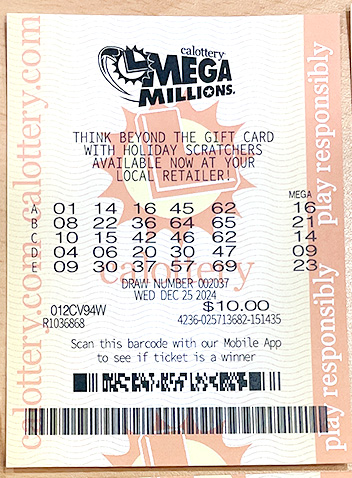 calottery
MEGA
MILLIONS
THINK BEYOND THE GIFT CARD
WITH HOLIDAY SCRATCHERS
AVAILABLE NOW AT YOUR
LOCAL RETAILER!
MEGA
A 01 14 16 45 62 16
B 08 22 36 64 65 21
C 10 15 42 46 62 14
D 04 06 20 30 47 09
E 09 30 37 57 69 23
calottery
DRAW NUMBER 002037
WED DEC 25 2024
012CV94W $10.00
R1036868 4236-025713682-151435
Scan this barcode with our Mobile App
to see if ticket is a winner
calottery.com calottery.com
play responsibly play responsibly